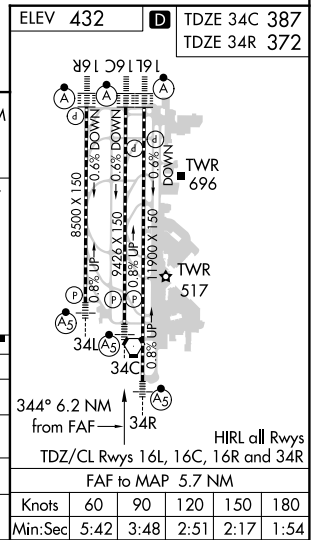 ELEV 432
D
TDZE 34C 387
TDZE 34R 372
16R 16C 16L
A A A
P P P
0.6% DOWN
0.6% DOWN
0.6% DOWN
TWR
696
8500 X 150
9426 X 150
11900 X 150
TWR
517
0.8% UP
0.8% UP
0.8% UP
P P P
A5
34L
A5
34C
A5
34R
344° 6.2 NM
from FAF
HIRL all Rwys
TDZ/CL Rwys 16L, 16C, 16R and 34R
FAF to MAP 5.7 NM
Knots 60 90 120 150 180
Min:Sec 5:42 3:48 2:51 2:17 1:54